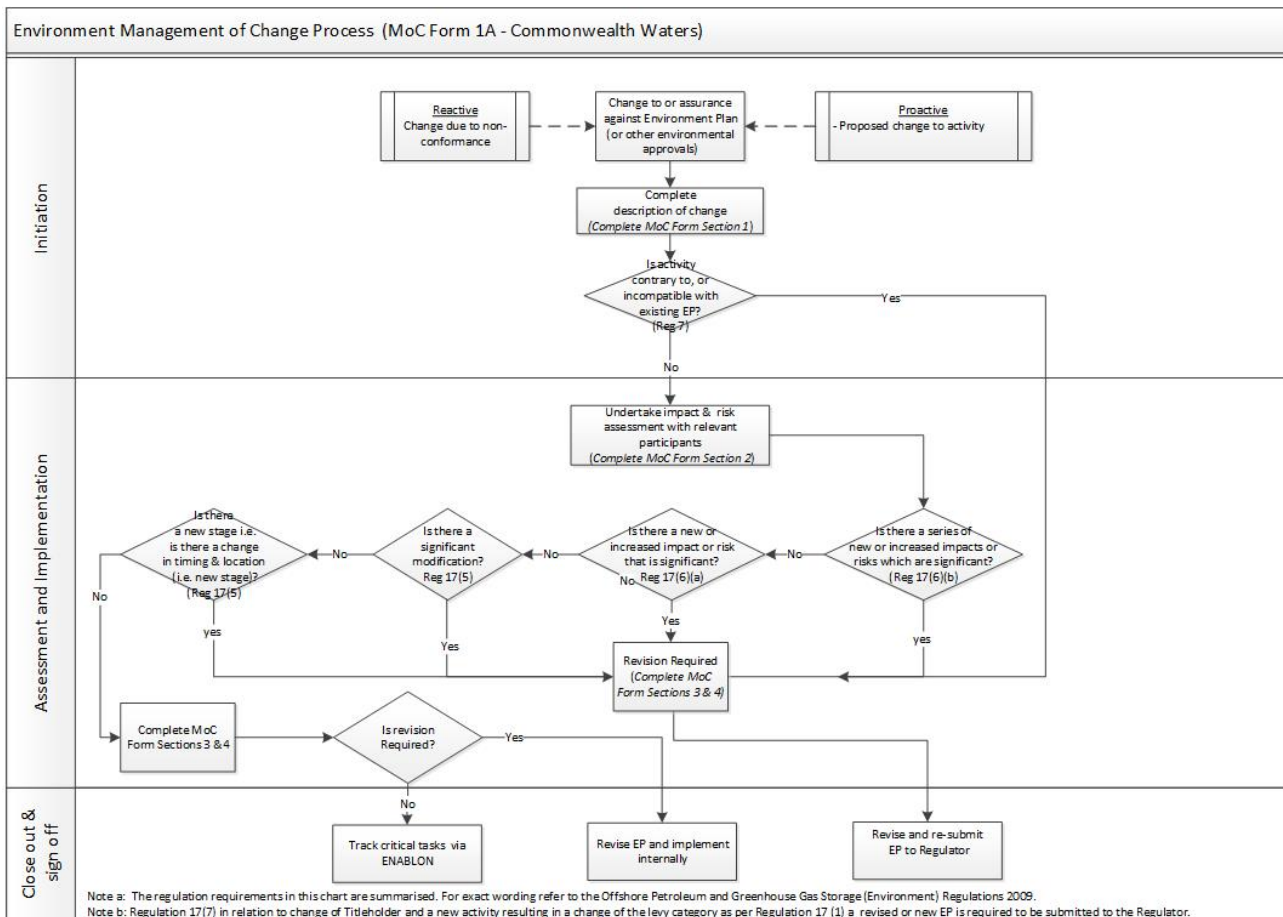 Environment Management of Change Process (MoC Form 1A - Commonwealth Waters)
Initiation
Reactive
Change due to non-
conformance
Change to or assurance
against Environment Plan
(or other environmental
approvals)
Proactive
- Proposed change to activity
Complete
description of change
(Complete MoC Form Section 1)
Is activity
contrary to, or
incompatible with
existing EP?
(Reg 7)
Yes
No
Assessment and Implementation
Undertake impact & risk
assessment with relevant
participants
(Complete MoC Form Section 2)
Is there
a new stage i.e.
is there a change
in timing & location
(i.e. new stage)?
(Reg 17(5)
No
Is there a
significant
modification?
Reg 17(5)
No
Is there a new or
increased impact or risk
that is significant?
Reg 17(6)(a)
No
No
Is there a series of
new or increased impacts or
risks which are significant?
(Reg 17(6)(b)
No
yes
Yes
Yes
yes
Revision Required
(Complete MoC
Form Sections 3 & 4)
Complete MoC
Form Sections 3 & 4
Is revision
Required?
Yes
No
Close out &
sign off
Track critical tasks via
ENABLON
Revise EP and implement
internally
Revise and re-submit
EP to Regulator
Note a: The regulation requirements in this chart are summarised. For exact wording refer to the Offshore Petroleum and Greenhouse Gas Storage (Environment) Regulations 2009.
Note b: Regulation 17(7) in relation to change of Titleholder and a new activity resulting in a change of the levy category as per Regulation 17 (1) a revised or new EP is required to be submitted to the Regulator.